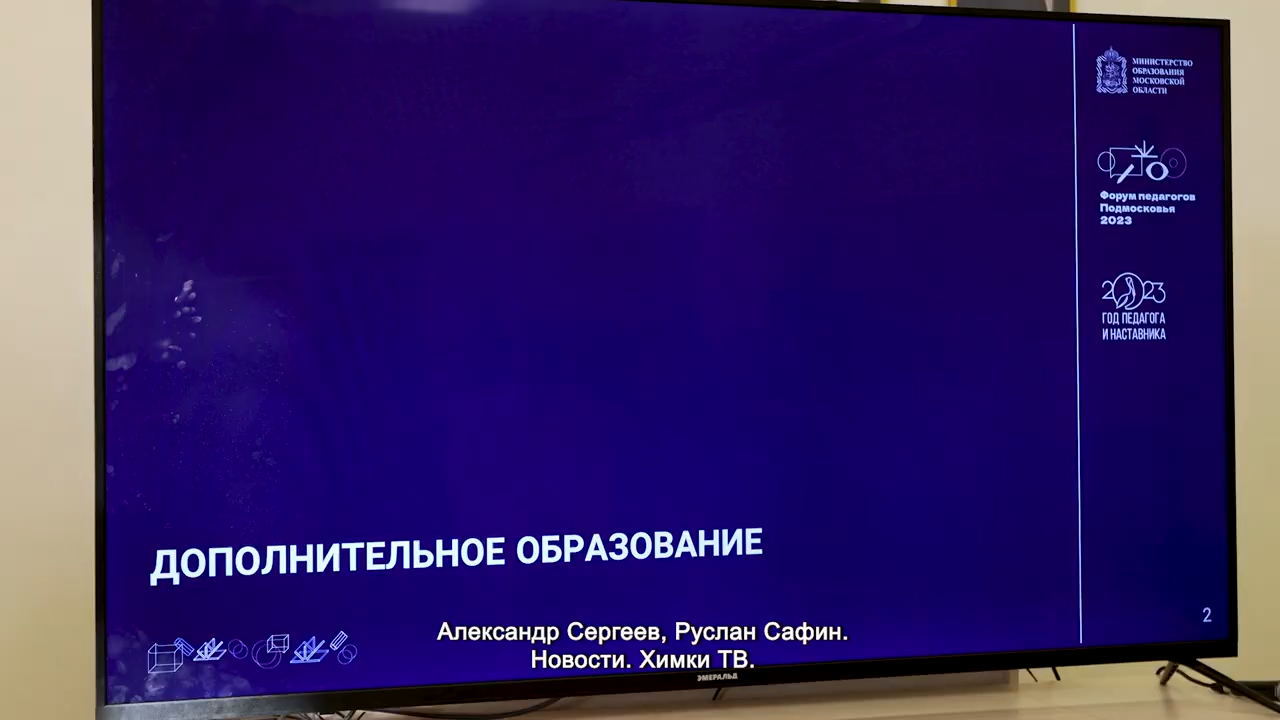 МИНИСТЕРСТВО
ОБРАЗОВАНИЯ
МОСКОВСКОЙ
ОБЛАСТИ
Форум педагогов
Подмосковья
2023
2023
ГОД ПЕДАГОГА
И НАСТАВНИКА
ДОПОЛНИТЕЛЬНОЕ ОБРАЗОВАНИЕ
2
Александр Сергеев, Руслан Сафин.
Новости. Химки ТВ.
ЭМЕРАЛЬД